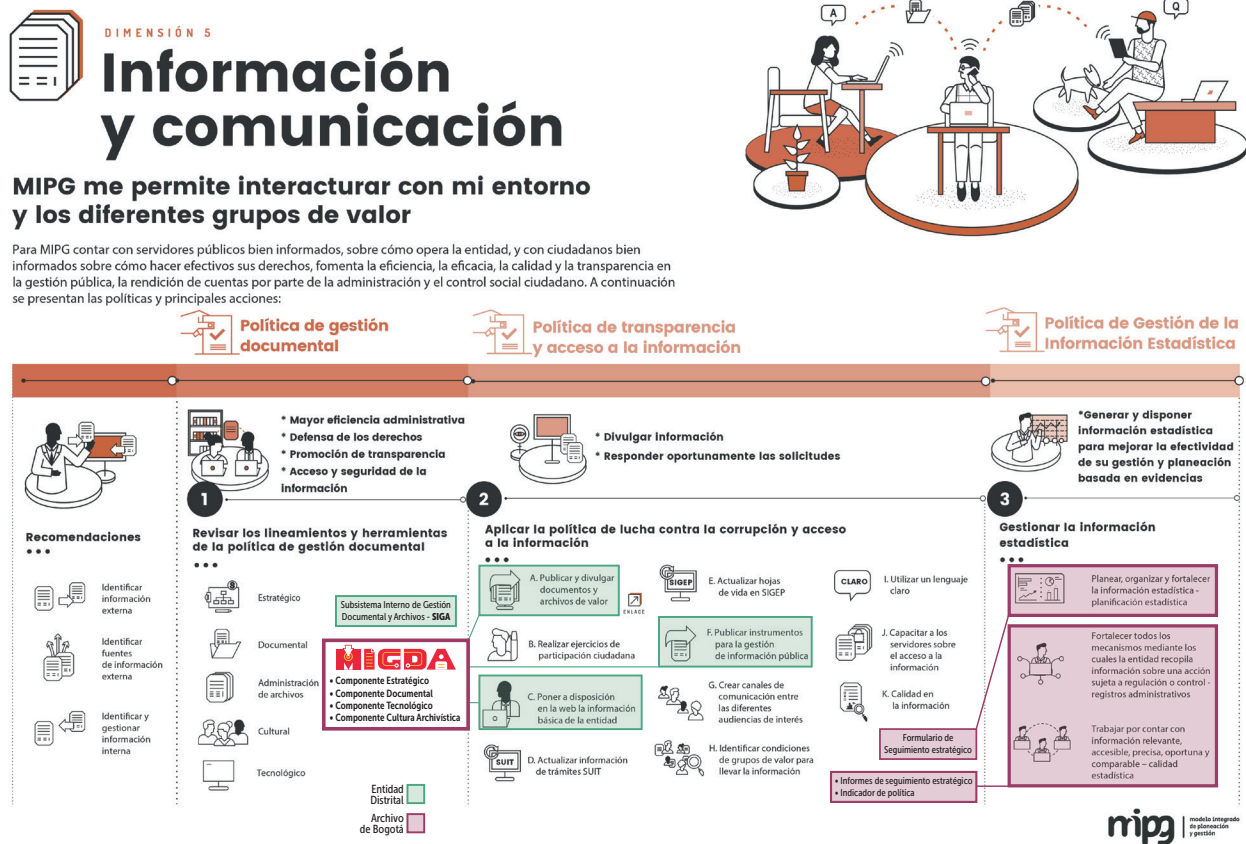 DIMENSIÓN 5
Información
y comunicación
A
Q
MIPG me permite interacturar con mi entorno
y los diferentes grupos de valor
Para MIPG contar con servidores públicos bien informados, sobre cómo opera la entidad, y con ciudadanos bien
informados sobre cómo hacer efectivos sus derechos, fomenta la eficiencia, la eficacia, la calidad y la transparencia en
la gestión pública, la rendición de cuentas por parte de la administración y el control social ciudadano. A continuación
se presentan las políticas y principales acciones:
Política de gestión
documental
Política de transparencia
y acceso a la información
Política de Gestión de la
Información Estadística
* Mayor eficiencia administrativa
* Defensa de los derechos
* Promoción de transparencia
* Acceso y seguridad de la
información
* Divulgar información
* Responder oportunamente las solicitudes
*Generar y disponer
información estadística
para mejorar la efectividad
de su gestión y planeación
basada en evidencias
Recomendaciones
Identificar
información
externa
Identificar
fuentes
de información
externa
Identificar y
gestionar
información
interna
1
Revisar los lineamientos y herramientas
de la política de gestión documental
Estratégico
Documental
Administración
de archivos
Cultural
Tecnológico
Subsistema Interno de Gestión
Documental y Archivos - SIGA
MIGDA
• Componente Estratégico
• Componente Documental
• Componente Tecnológico
• Componente Cultura Archivística
Entidad
Distrital
Archivo
de Bogotá
2
Aplicar la política de lucha contra la corrupción y acceso
a la información
A. Publicar y divulgar
documentos y
archivos de valor
ENLACE
B. Realizar ejercicios de
participación ciudadana
C. Poner a disposición
en la web la información
básica de la entidad
SUIT
D. Actualizar información
de trámites SUIT
SIGEP
E. Actualizar hojas
de vida en SIGEP
F. Publicar instrumentos
para la gestión
de información pública
G. Crear canales de
comunicación entre
las diferentes
audiencias de interés
H. Identificar condiciones
de grupos de valor para
llevar la información
CLARO
I. Utilizar un lenguaje
claro
J. Capacitar a los
servidores sobre
el acceso a la
información
K. Calidad en
la información
Formulario de
Seguimiento estratégico
• Informes de seguimiento estratégico
• Indicador de política
3
Gestionar la información
estadística
Planear, organizar y fortalecer
la información estadística -
planificación estadística
Fortalecer todos los
mecanismos mediante los
cuales la entidad recopila
información sobre una acción
sujeta a regulación o control -
registros administrativos
Trabajar por contar con
información relevante,
accesible, precisa, oportuna y
comparable – calidad
estadística
mipg
modelo integrado
de planeación
y gestión